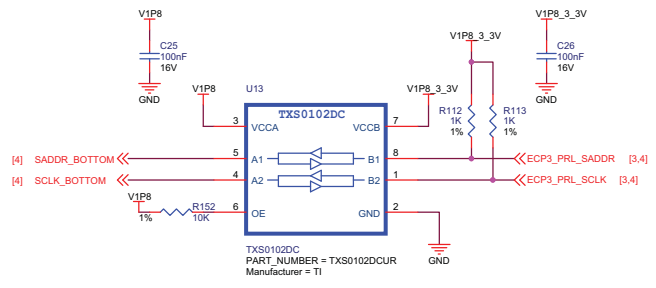 V1P8
C25
100nF
16V
GND
V1P8_3_3V
V1P8_3_3V
C26
100nF
16V
GND
V1P8
U13
V1P8_3_3V
TXS0102DC
3
VCCA
VCCB
7
R112
1K
1%
R113
1K
1%
[4] SADDR_BOTTOM
5
A1
B1
8
ECP3_PRL_SADDR [3,4]
[4] SCLK_BOTTOM
4
A2
B2
1
ECP3_PRL_SCLK [3,4]
V1P8
1%
R152
10K
6
OE
GND
2
GND
TXS0102DC
PART_NUMBER = TXS0102DCUR
Manufacturer = TI